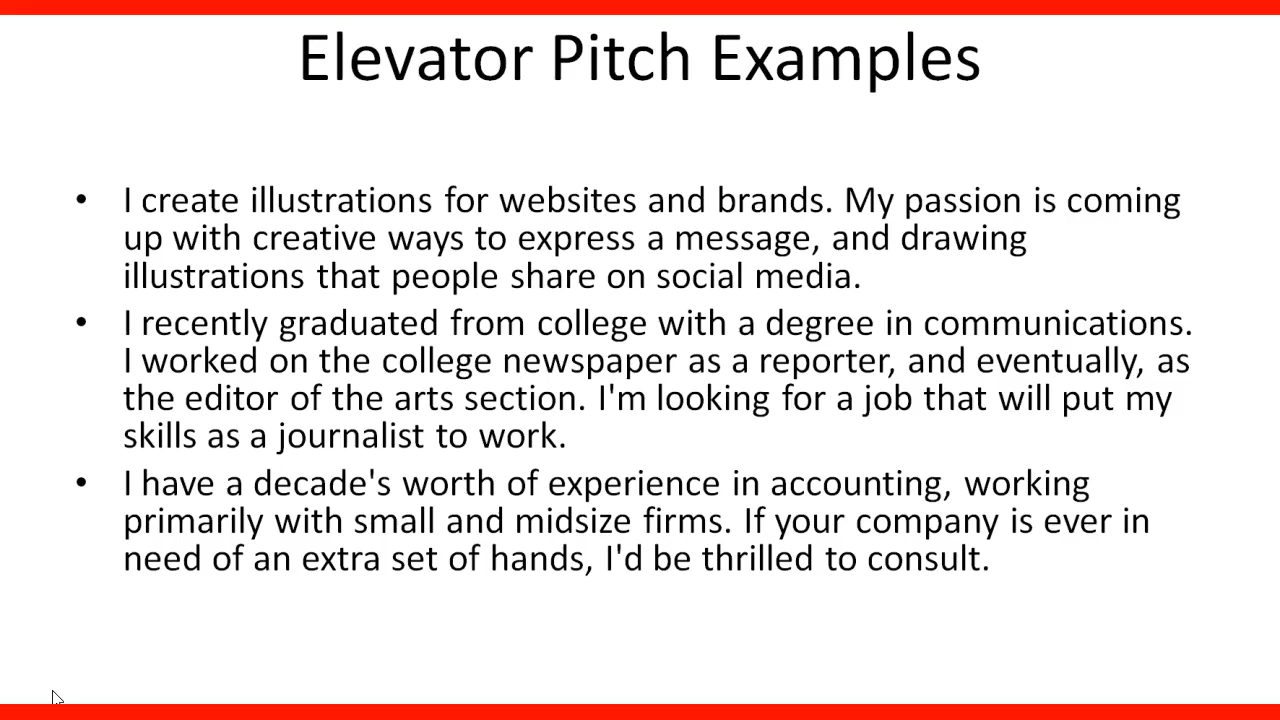 Elevator Pitch Examples
• I create illustrations for websites and brands. My passion is coming
up with creative ways to express a message, and drawing
illustrations that people share on social media.
• I recently graduated from college with a degree in communications.
I worked on the college newspaper as a reporter, and eventually, as
the editor of the arts section. I'm looking for a job that will put my
skills as a journalist to work.
• I have a decade's worth of experience in accounting, working
primarily with small and midsize firms. If your company is ever in
need of an extra set of hands, I'd be thrilled to consult.